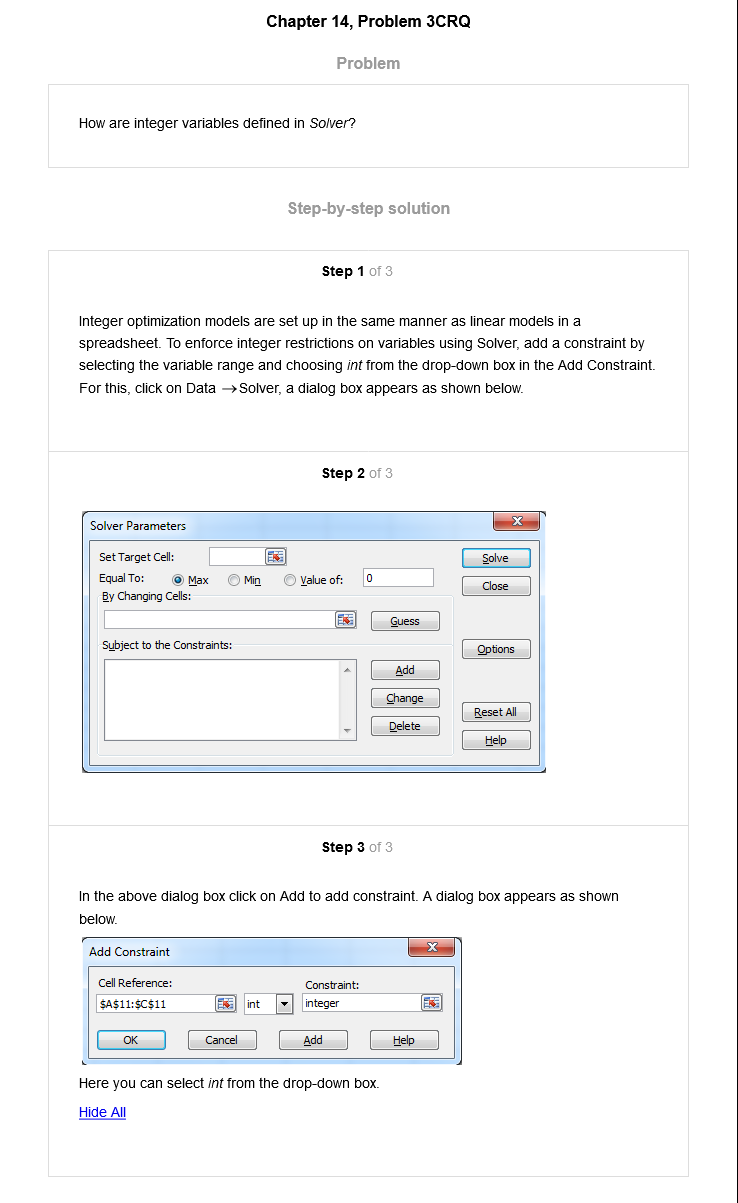 Chapter 14, Problem 3CRQ
Problem
How are integer variables defined in Solver?
Step-by-step solution
Step 1 of 3
Integer optimization models are set up in the same manner as linear models in a
spreadsheet. To enforce integer restrictions on variables using Solver, add a constraint by
selecting the variable range and choosing int from the drop-down box in the Add Constraint.
For this, click on Data →Solver, a dialog box appears as shown below.
Step 2 of 3
Solver Parameters
Set Target Cell:
Solve
Equal To: Max Min Value of: 0
Close
By Changing Cells:
Guess
Subject to the Constraints:
Options
Add
Change
Reset All
Delete
Help
Step 3 of 3
In the above dialog box click on Add to add constraint. A dialog box appears as shown
below.
Add Constraint
Cell Reference: Constraint:
$A$11:$C$11 int integer
OK Cancel Add Help
Here you can select int from the drop-down box.
Hide All